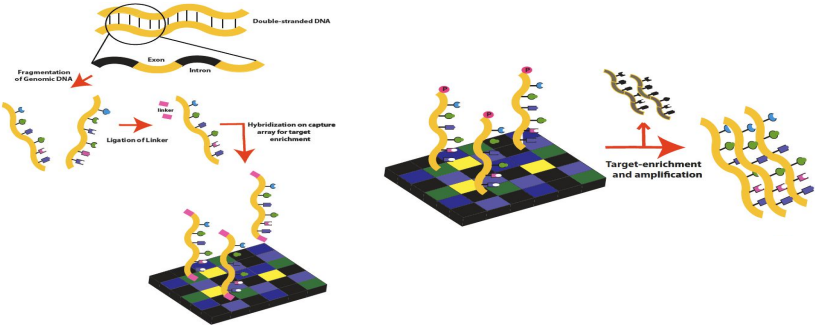 Double-stranded DNA
Exon
Intron
Fragmentation
of Genomic DNA
linker
Ligation of Linker
Hybridization on capture
array for target
enrichment
P
P
P
Target-enrichment
and amplification